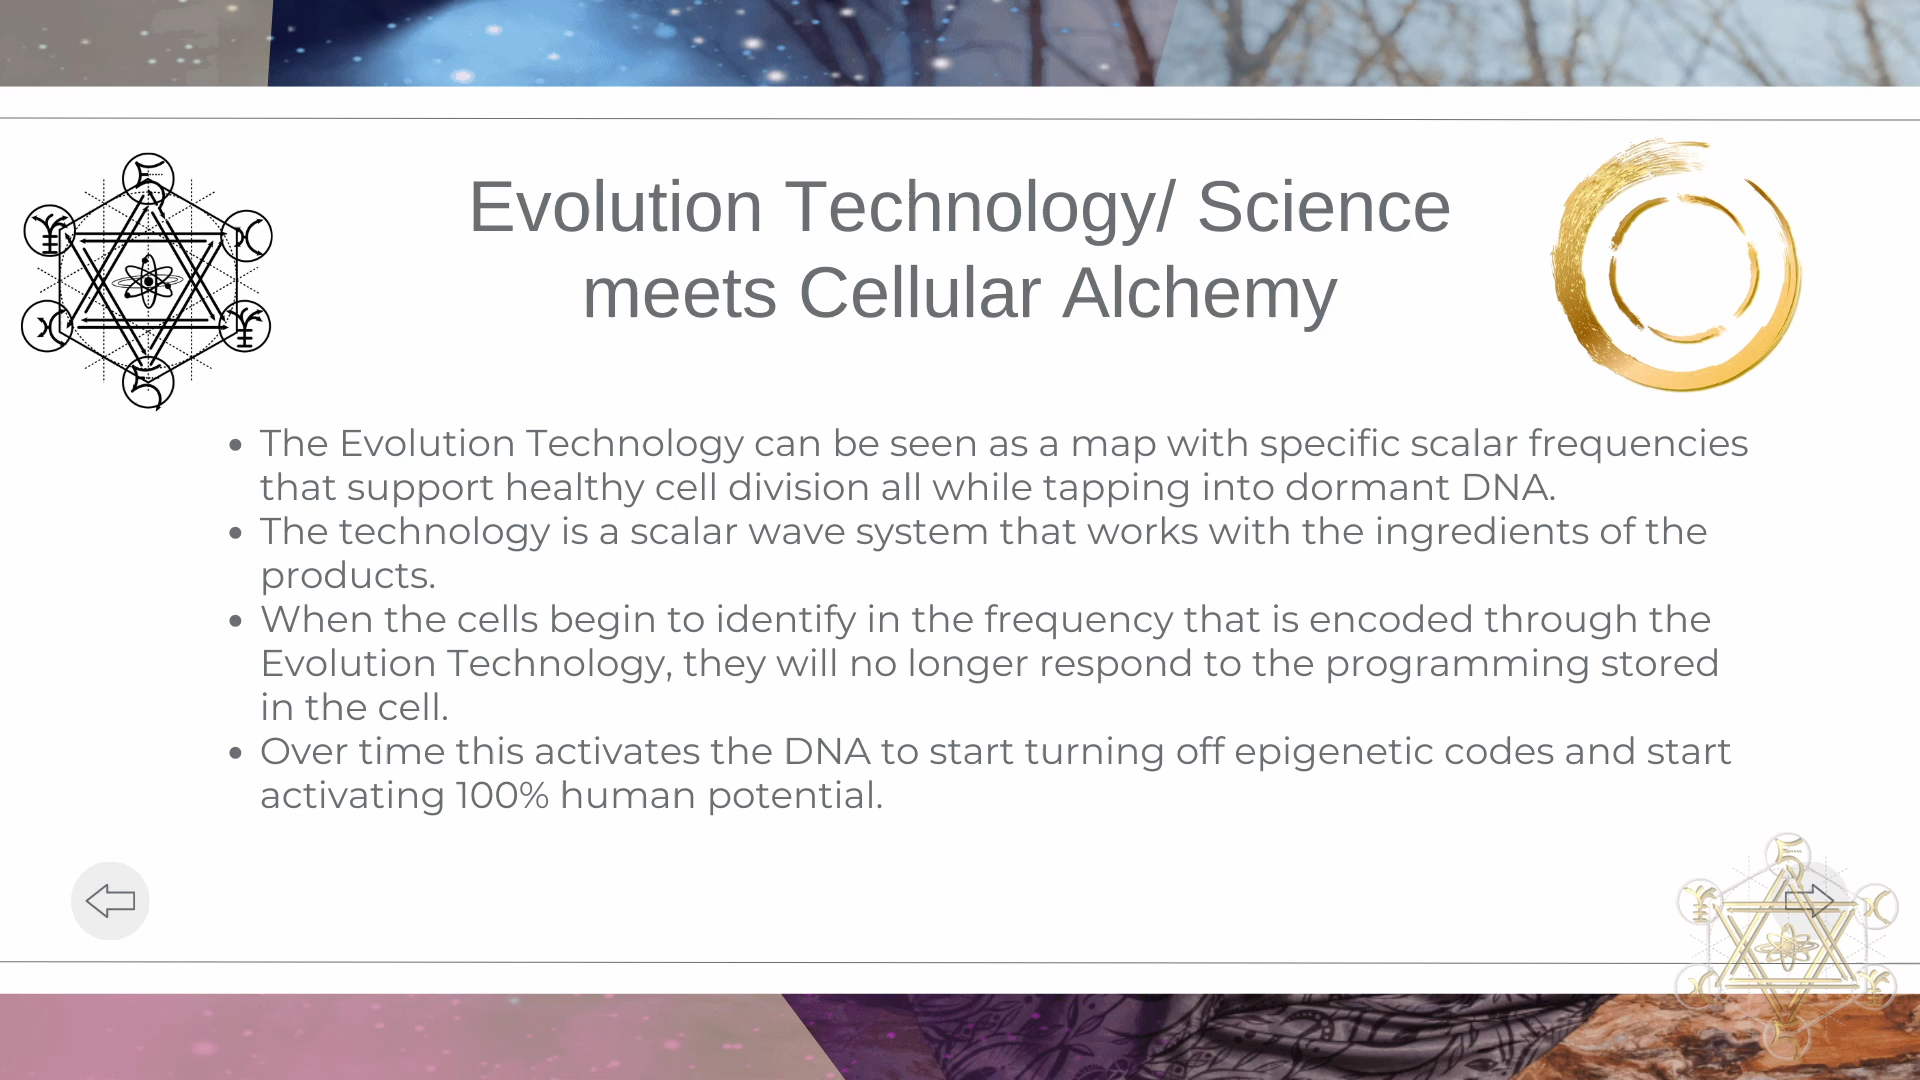 Evolution Technology/ Science
meets Cellular Alchemy
• The Evolution Technology can be seen as a map with specific scalar frequencies
that support healthy cell division all while tapping into dormant DNA.
• The technology is a scalar wave system that works with the ingredients of the
products.
• When the cells begin to identify in the frequency that is encoded through the
Evolution Technology, they will no longer respond to the programming stored
in the cell.
• Over time this activates the DNA to start turning off epigenetic codes and start
activating 100% human potential.